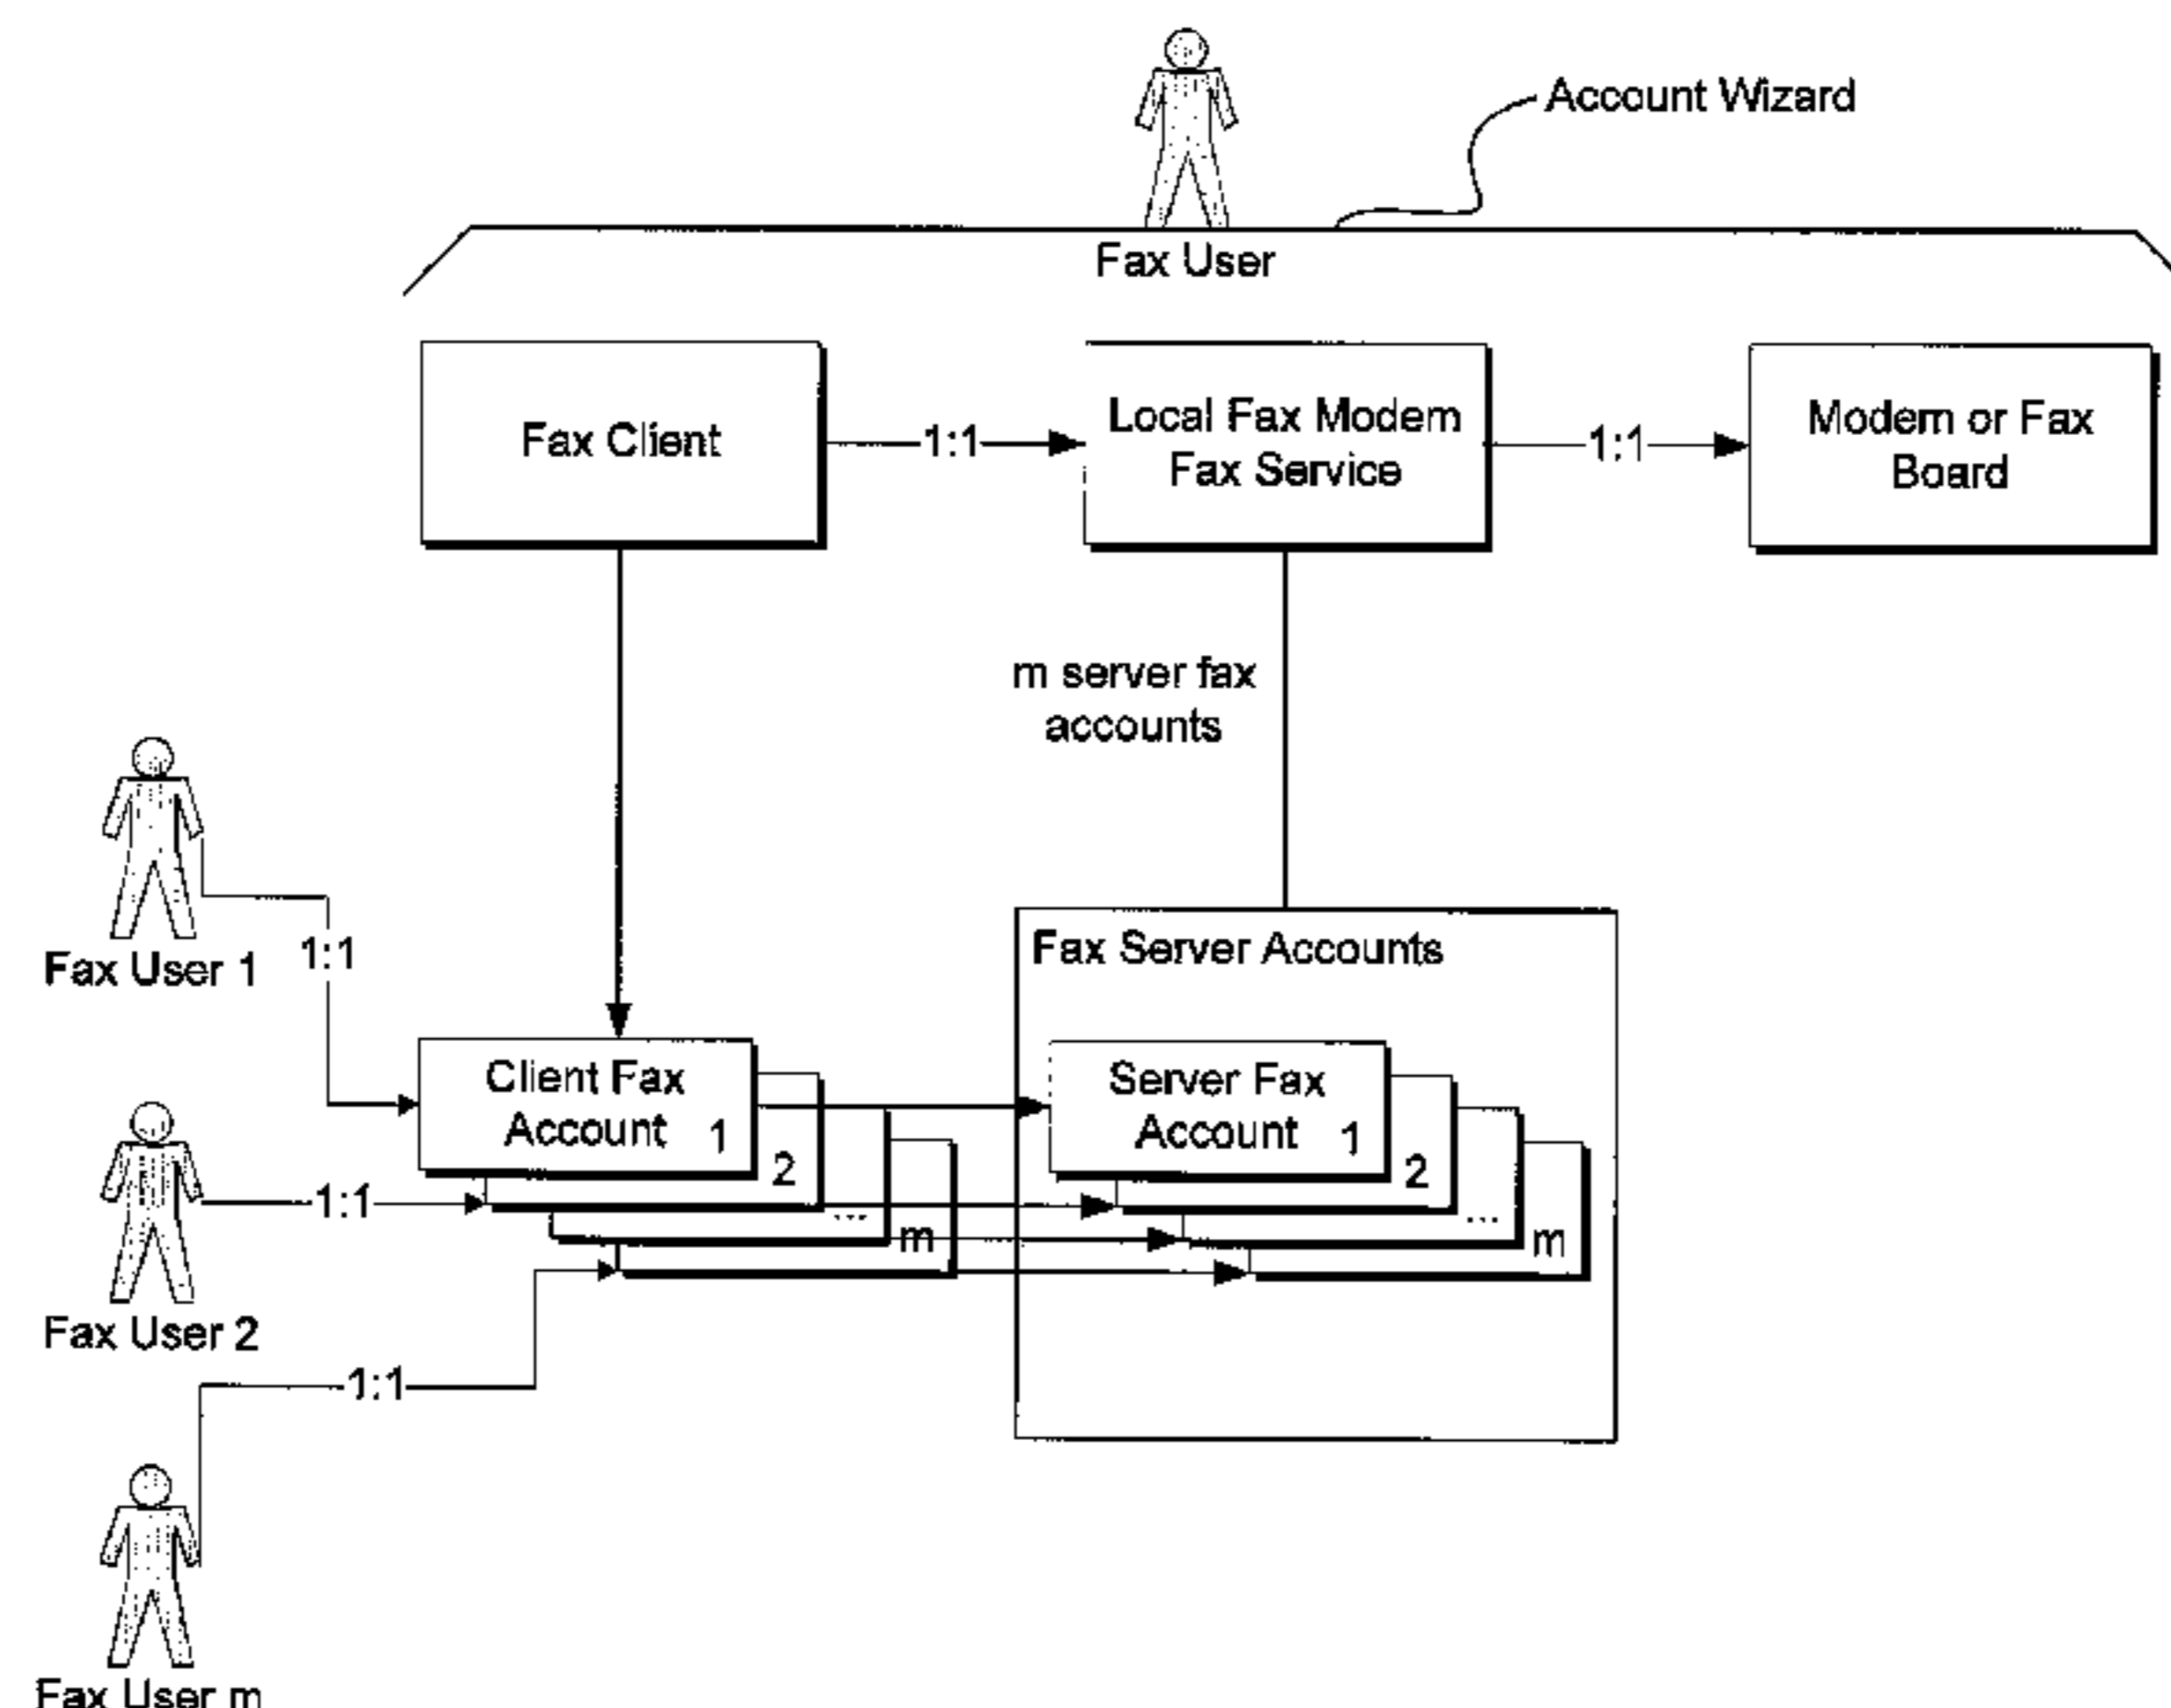 Account Wizard
Fax User
Fax Client
1:1
Local Fax Modem
Fax Service
1:1
Modem or Fax
Board
m server fax
accounts
Fax User 1
1:1
Fax Server Accounts
Client Fax
Account 1
2
...
m
Server Fax
Account 1
2
...
m
1:1
Fax User 2
1:1
Fax User m